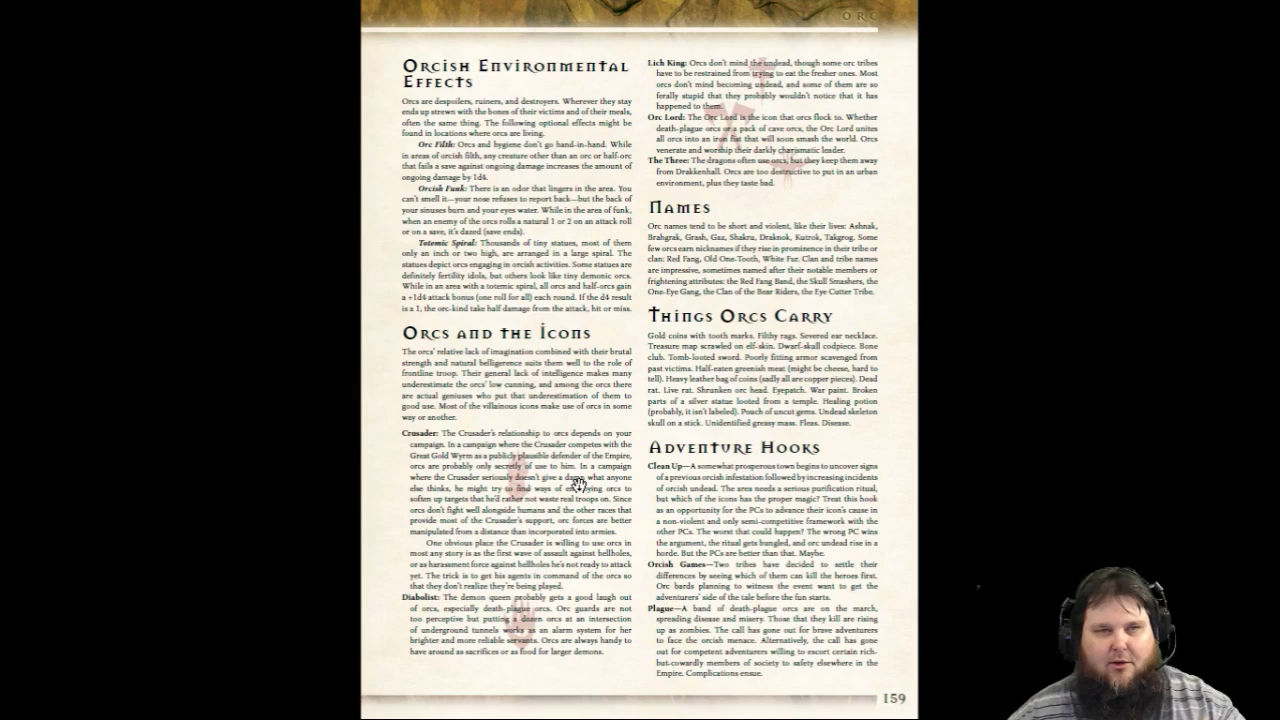 ORC
Orcish Environmental
Effects
Orcs are despoilers, ruiners, and destroyers. Wherever they stay
ends up strewn with the bones of their victims and of their meals,
often the same thing. The following optional effects might be
found in locations where orcs are living.
Orc Filth: Orcs and hygiene don't go hand-in-hand. While
in areas of orcish filth, any creature other than an orc or half-orc
that fails a save against ongoing damage increases the amount of
ongoing damage by 1d4.
Orcish Funk: There is an odor that lingers in the area. You
can't smell it—your nose refuses to report back—but the back of
your sinuses burn and your eyes water. While in the area of funk,
when an enemy of the orcs rolls a natural 1 or 2 on an attack roll
or on a save, it's dazed (save ends).
Totemic Spiral: Thousands of tiny statues, most of them
only an inch or two high, are arranged in a large spiral. The
statues depict orcs engaging in orcish activities. Some statues are
definitely fertility idols, but others look like tiny demonic orcs.
While in an area with a totemic spiral, all orcs and half-orcs gain
a +1d4 attack bonus (one roll for all) each round. If the d4 result
is a 1, the orc-kind take half damage from the attack, hit or miss.
Orcs and the Icons
The orcs' relative lack of imagination combined with their brutal
strength and natural belligerence suits them well to the role of
frontline troop. Their general lack of intelligence makes many
underestimate the orcs' low cunning, and among the orcs there
are actual geniuses who put that underestimation of them to
good use. Most of the villainous icons make use of orcs in some
way or another.
Crusader: The Crusader's relationship to orcs depends on your
campaign. In a campaign where the Crusader competes with the
Great Gold Wyrm as a publicly plausible defender of the Empire,
orcs are probably only secretly of use to him. In a campaign
where the Crusader seriously doesn't give a damn what anyone
else thinks, he might try to find ways of employing orcs to
soften up targets that he'd rather not waste real troops on. Since
orcs don't fight well alongside humans and the other races that
provide most of the Crusader's support, orc forces are better
manipulated from a distance than incorporated into armies.
One obvious place the Crusader is willing to use orcs in
most any story is as the first wave of assault against hellholes,
or as harassment force against hellholes he's not ready to attack
yet. The trick is to get his agents in command of the orcs so
that they don't realize they're being played.
Diabolist: The demon queen probably gets a good laugh out
of orcs, especially death-plague orcs. Orc guards are not
too perceptive but putting a dozen orcs at an intersection
of underground tunnels works as an alarm system for her
brighter and more reliable servants. Orcs are always handy to
have around as sacrifices or as food for larger demons.
Lich King: Orcs don't mind the undead, though some orc tribes
have to be restrained from trying to eat the fresher ones. Most
orcs don't mind becoming undead, and some of them are so
ferally stupid that they probably wouldn't notice that it has
happened to them.
Orc Lord: The Orc Lord is the icon that orcs flock to. Whether
death-plague orcs or a pack of cave orcs, the Orc Lord unites
all orcs into an iron fist that will soon smash the world. Orcs
venerate and worship their darkly charismatic leader.
The Three: The dragons often use orcs, but they keep them away
from Drakkenhall. Orcs are too destructive to put in an urban
environment, plus they taste bad.
Names
Orc names tend to be short and violent, like their lives: Ashnak,
Brahgrak, Grash, Gaz, Shakru, Draknok, Kutrok, Takgrog. Some
few orcs earn nicknames if they rise in prominence in their tribe or
clan: Red Fang, Old One-Tooth, White Fur. Clan and tribe names
are impressive, sometimes named after their notable members or
frightening attributes: the Red Fang Band, the Skull Smashers, the
One-Eye Gang, the Clan of the Bear Riders, the Eye Cutter Tribe.
Things Orcs Carry
Gold coins with tooth marks. Filthy rags. Severed ear necklace.
Treasure map scrawled on elf-skin. Dwarf-skull codpiece. Bone
club. Tomb-looted sword. Poorly fitting armor scavenged from
past victims. Half-eaten greenish meat (might be cheese, hard to
tell). Heavy leather bag of coins (sadly all are copper pieces). Dead
rat. Live rat. Shrunken orc head. Eyepatch. War paint. Broken
parts of a silver statue looted from a temple. Healing potion
(probably, it isn't labeled). Pouch of uncut gems. Undead skeleton
skull on a stick. Unidentified greasy mass. Fleas. Disease.
Adventure Hooks
Clean Up—A somewhat prosperous town begins to uncover signs
of a previous orcish infestation followed by increasing incidents
of orcish undead. The area needs a serious purification ritual,
but which of the icons has the proper magic? Treat this hook
as an opportunity for the PCs to advance their icon's cause in
a non-violent and only semi-competitive framework with the
other PCs. The worst that could happen? The wrong PC wins
the argument, the ritual gets bungled, and orc undead rise in a
horde. But the PCs are better than that. Maybe.
Orcish Games—Two tribes have decided to settle their
differences by seeing which of them can kill the heroes first.
Orc bards planning to witness the event want to get the
adventurers' side of the tale before the fun starts.
Plague—A band of death-plague orcs are on the march,
spreading disease and misery. Those that they kill are rising
up as zombies. The call has gone out for brave adventurers
to face the orcish menace. Alternatively, the call has gone
out for competent adventurers willing to escort certain rich-
but-cowardly members of society to safety elsewhere in the
Empire. Complications ensue.
159